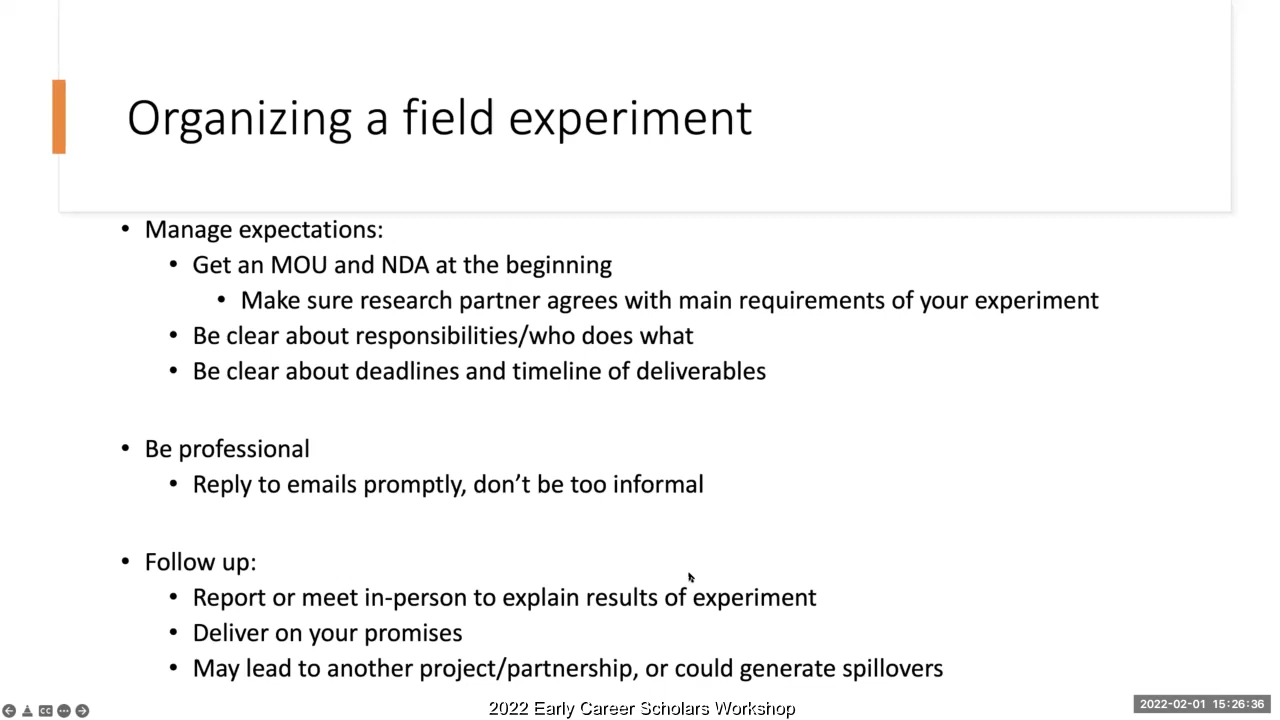 Organizing a field experiment
• Manage expectations:
• Get an MOU and NDA at the beginning
• Make sure research partner agrees with main requirements of your experiment
• Be clear about responsibilities/who does what
• Be clear about deadlines and timeline of deliverables
• Be professional
• Reply to emails promptly, don’t be too informal
• Follow up:
• Report or meet in-person to explain results of experiment
• Deliver on your promises
• May lead to another project/partnership, or could generate spillovers
CC
2022 Early Career Scholars Workshop
2022-02-01 15:26:36